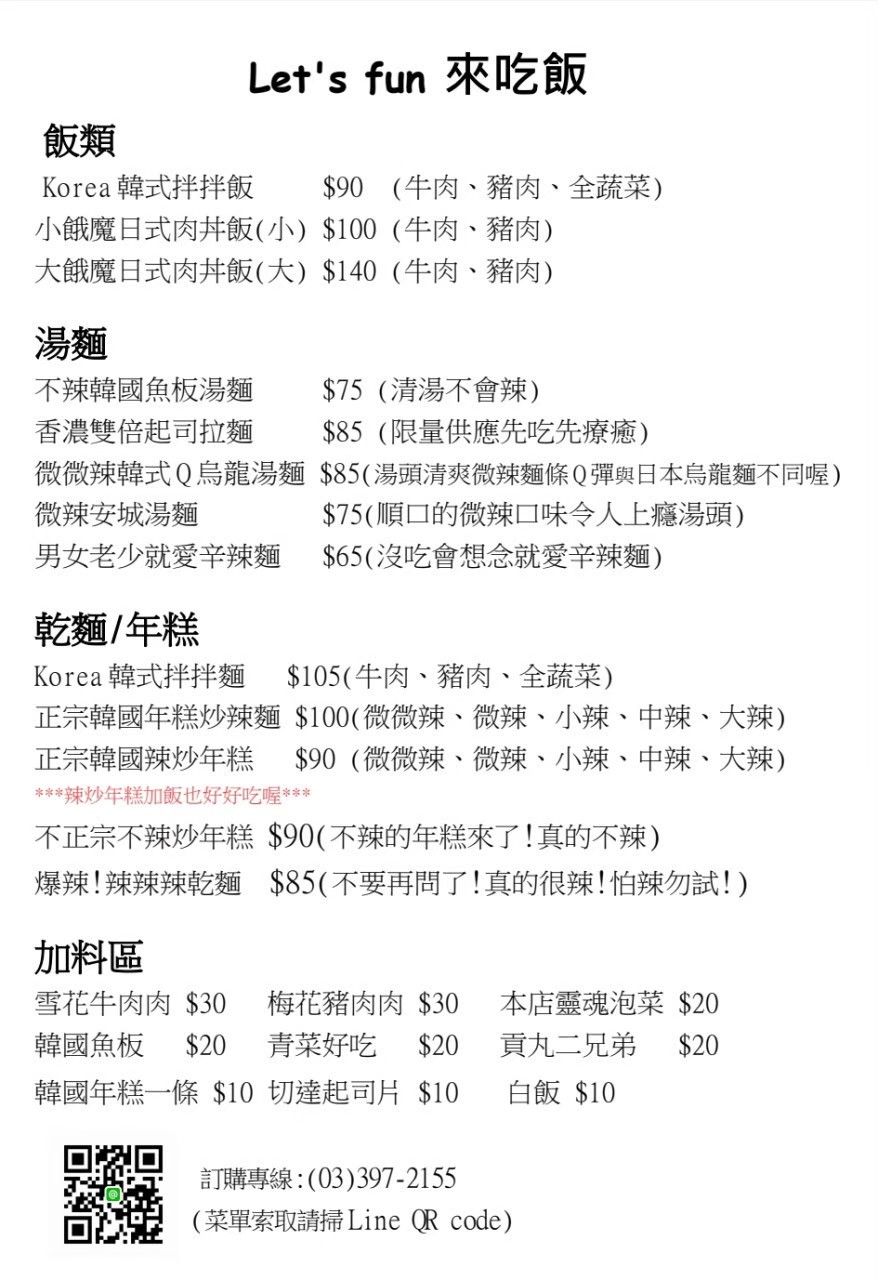 Let's fun 來吃飯
飯類
Korea 韓式拌拌飯 $90 (牛肉、豬肉、全蔬菜)
小餓魔日式肉丼飯(小) $100 (牛肉、豬肉)
大餓魔日式肉丼飯(大) $140 (牛肉、豬肉)
湯麵
不辣韓國魚板湯麵 $75 (清湯不會辣)
香濃雙倍起司拉麵 $85 (限量供應先吃先療癒)
微微辣韓式Q烏龍湯麵 $85(湯頭清爽微辣麵條Q彈與日本烏龍麵不同喔)
微辣安城湯麵 $75(順口的微辣口味令人上癮湯頭)
男女老少就愛辛辣麵 $65(沒吃會想念就愛辛辣麵)
乾麵/年糕
Korea 韓式拌拌麵 $105(牛肉、豬肉、全蔬菜)
正宗韓國年糕炒辣麵 $100(微微辣、微辣、小辣、中辣、大辣)
正宗韓國辣炒年糕 $90 (微微辣、微辣、小辣、中辣、大辣)
***辣炒年糕加飯也好好吃喔***
不正宗不辣炒年糕 $90(不辣的年糕來了!真的不辣)
爆辣!辣辣辣乾麵 $85(不要再問了!真的很辣!怕辣勿試!)
加料區
雪花牛肉肉 $30 梅花豬肉肉 $30 本店靈魂泡菜 $20
韓國魚板 $20 青菜好吃 $20 貢丸二兄弟 $20
韓國年糕一條 $10 切達起司片 $10 白飯 $10
訂購專線:(03)397-2155
(菜單索取請掃Line QR code)